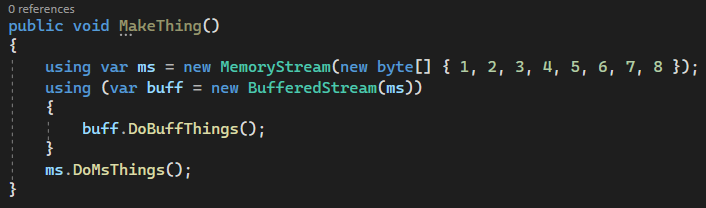 0 references
public void MakeThing()
{
    using var ms = new MemoryStream(new byte[] { 1, 2, 3, 4, 5, 6, 7, 8 });
    using (var buff = new BufferedStream(ms))
    {
        buff.DoBuffThings();
    }
    ms.DoMsThings();
}